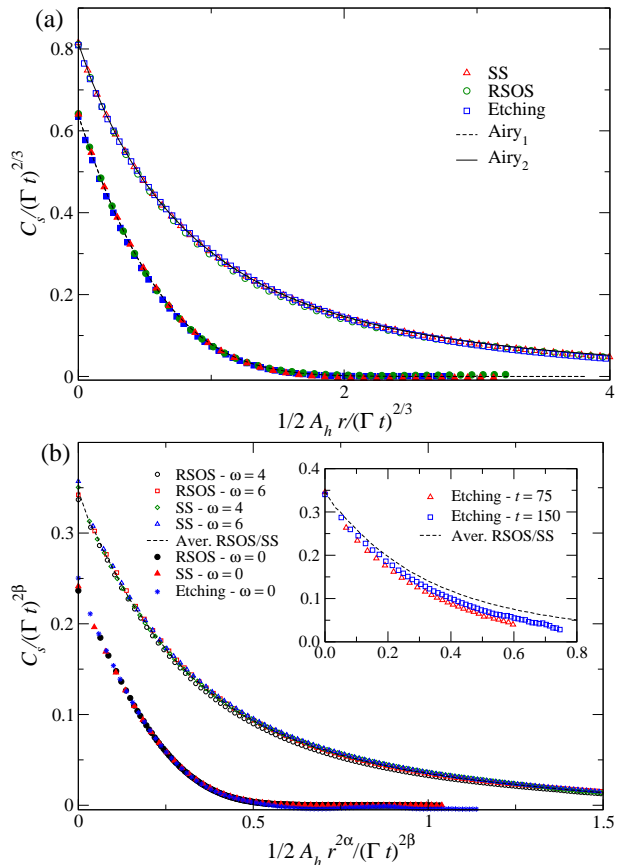 (a)
0.8
0.6
0.4
0.2
0
C_s/(Γ t)^{2/3}
SS
RSOS
Etching
Airy_1
Airy_2
0
2
4
1/2 A_h r/(Γ t)^{2/3}
(b)
0.3
0.2
0.1
0
C_s/(Γ t)^{2β}
RSOS - ω = 4
RSOS - ω = 6
SS - ω = 4
SS - ω = 6
Aver. RSOS/SS
RSOS - ω = 0
SS - ω = 0
Etching - ω = 0
0.4
0.3
0.2
0.1
0.0
Etching - t = 75
Etching - t = 150
Aver. RSOS/SS
0.0
0.2
0.4
0.6
0.8
0
0.5
1
1.5
1/2 A_h r^{2α}/(Γ t)^{2β}